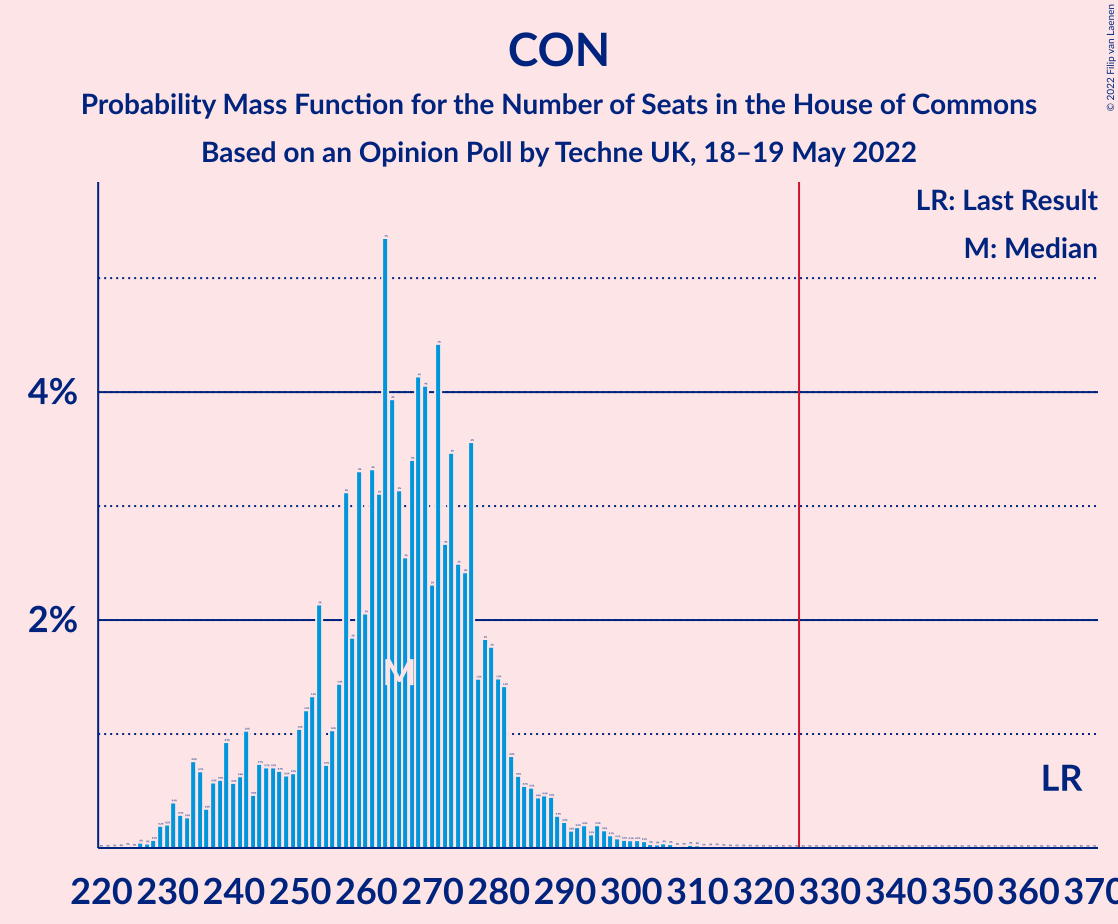 CON
Probability Mass Function for the Number of Seats in the House of Commons
Based on an Opinion Poll by Techne UK, 18–19 May 2022
© 2022 Filip van Laenen
LR: Last Result
M: Median
4%
2%
M
LR
220 230 240 250 260 270 280 290 300 310 320 330 340 350 360 370